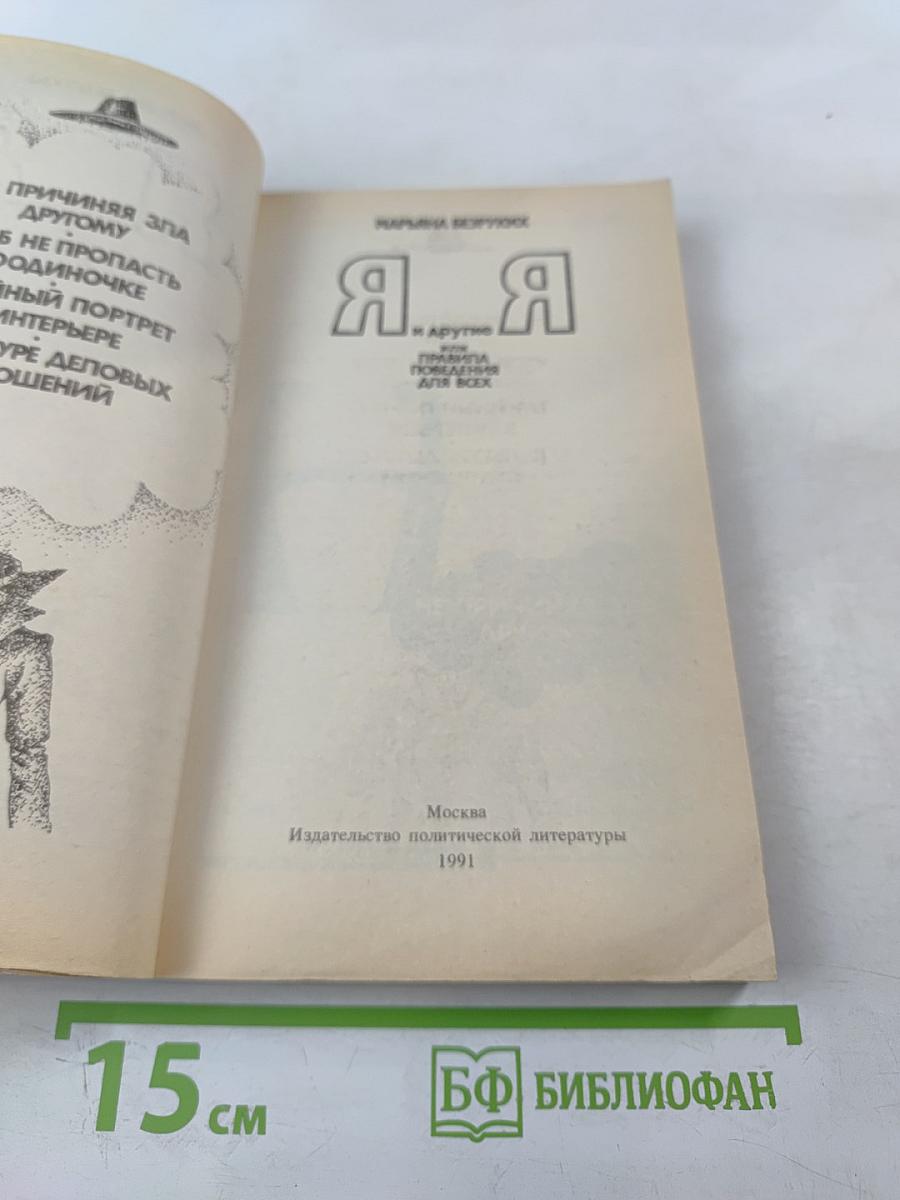 ПРИЧИНЯЯ ЗЛА
ДРУГОМУ
•
Б НЕ ПРОПАСТЬ
ОДИНОЧКЕ
•
ЙНЫЙ ПОРТРЕТ
ИНТЕРЬЕРЕ
•
УРЕ ДЕЛОВЫХ
ОШЕНИЙ
МАРЬЯНА БЕЗРУКИХ
Я Я
и другие
или
ПРАВИЛА
ПОВЕДЕНИЯ
ДЛЯ ВСЕХ
Москва
Издательство политической литературы
1991
15 см
БФ БИБЛИОФАН